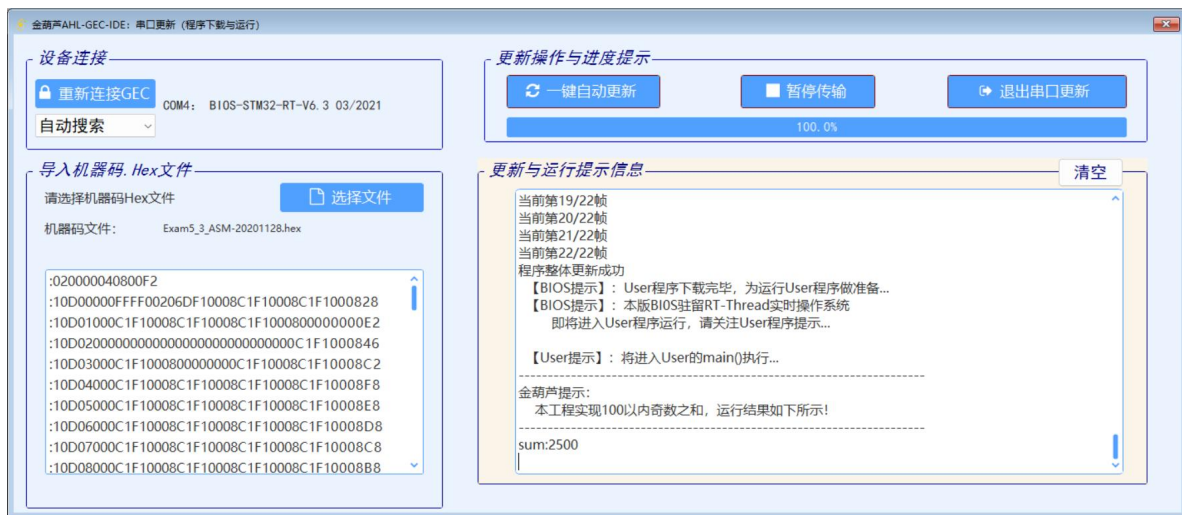 金葫芦AHL-GEC-IDE：串口更新（程序下载与运行）
设备连接
重新连接GEC
COM4: BIOS-STM32-RT-V6.3 03/2021
自动搜索
更新操作与进度提示
一键自动更新
暂停传输
退出串口更新
100.0%
导入机器码.Hex文件
请选择机器码Hex文件
选择文件
机器码文件：
Exam5_3_ASM-20201128.hex
:020000040800F2
:10D00000FFFF00206DF10008C1F10008C1F1000828
:10D01000C1F10008C1F10008C1F1000800000000E2
:10D02000000000000000000000000000C1F1000846
:10D03000C1F1000800000000C1F10008C1F10008C2
:10D04000C1F10008C1F10008C1F10008C1F10008F8
:10D05000C1F10008C1F10008C1F10008C1F10008E8
:10D06000C1F10008C1F10008C1F10008C1F10008D8
:10D07000C1F10008C1F10008C1F10008C1F10008C8
:10D08000C1F10008C1F10008C1F10008C1F10008B8
更新与运行提示信息
清空
当前第19/22帧
当前第20/22帧
当前第21/22帧
当前第22/22帧
程序整体更新成功
【BIOS提示】：User程序下载完毕，为运行User程序做准备...
【BIOS提示】：本版BIOS驻留RT-Thread实时操作系统
即将进入User程序运行，请关注User程序提示...
【User提示】：将进入User的main()执行...
------------------------------------------------------------------
金葫芦提示：
本工程实现100以内奇数之和，运行结果如下所示!
------------------------------------------------------------------
sum:2500